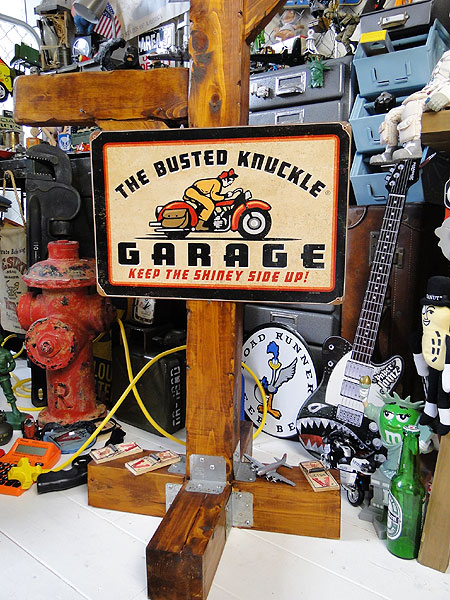 THE BUSTED KNUCKLE
GARAGE
KEEP THE SHINEY SIDE UP!
ROAD RUNNER